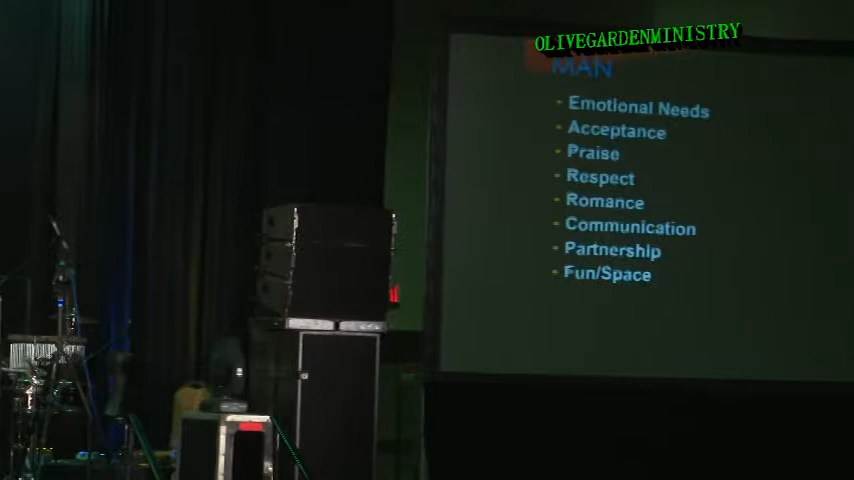 OLIVEGARDENMINISTRY
MAN
- Emotional Needs
- Acceptance
- Praise
- Respect
- Romance
- Communication
- Partnership
- Fun/Space